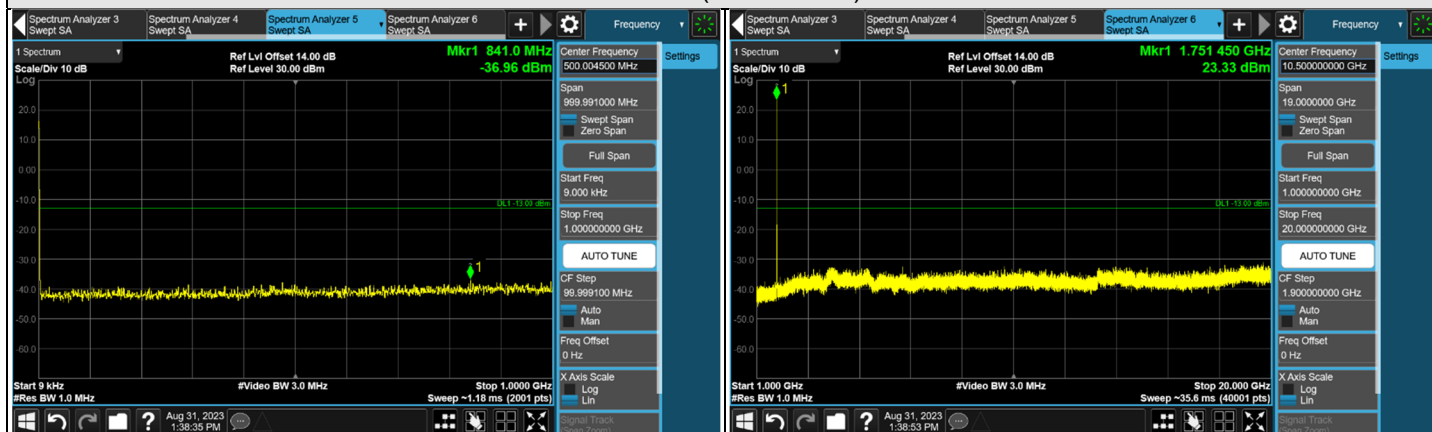 Spectrum Analyzer 3 Swept SA
Spectrum Analyzer 4 Swept SA
Spectrum Analyzer 5 Swept SA
Spectrum Analyzer 6 Swept SA
+
Frequency
1 Spectrum
Scale/Div 10 dB
Log
Ref Lvl Offset 14.00 dB
Ref Level 30.00 dBm
Mkr1 841.0 MHz
-36.96 dBm
20.0
10.0
0.00
-10.0
-20.0
-30.0
-40.0
-50.0
-60.0
DL1 -13.00 dBm
1
Start 9 kHz
#Res BW 1.0 MHz
#Video BW 3.0 MHz
Stop 1.0000 GHz
Sweep ~1.18 ms (2001 pts)
Center Frequency
500.004500 MHz
Settings
Span
999.991000 MHz
Swept Span
Zero Span
Full Span
Start Freq
9.000 kHz
Stop Freq
1.000000000 GHz
AUTO TUNE
CF Step
99.999100 MHz
Auto
Man
Freq Offset
0 Hz
X Axis Scale
Log
Lin
Signal Track
(Span Zoom)
?
Aug 31, 2023
1:38:35 PM
Spectrum Analyzer 3 Swept SA
Spectrum Analyzer 4 Swept SA
Spectrum Analyzer 5 Swept SA
Spectrum Analyzer 6 Swept SA
+
Frequency
1 Spectrum
Scale/Div 10 dB
Log
Ref Lvl Offset 14.00 dB
Ref Level 30.00 dBm
Mkr1 1.751 450 GHz
23.33 dBm
20.0
10.0
0.00
-10.0
-20.0
-30.0
-40.0
-50.0
-60.0
DL1 -13.00 dBm
1
Start 1.000 GHz
#Res BW 1.0 MHz
#Video BW 3.0 MHz
Stop 20.000 GHz
Sweep ~35.6 ms (40001 pts)
Center Frequency
10.500000000 GHz
Settings
Span
19.0000000 GHz
Swept Span
Zero Span
Full Span
Start Freq
1.000000000 GHz
Stop Freq
20.000000000 GHz
AUTO TUNE
CF Step
1.900000000 GHz
Auto
Man
Freq Offset
0 Hz
X Axis Scale
Log
Lin
Signal Track
(Span Zoom)
?
Aug 31, 2023
1:38:53 PM